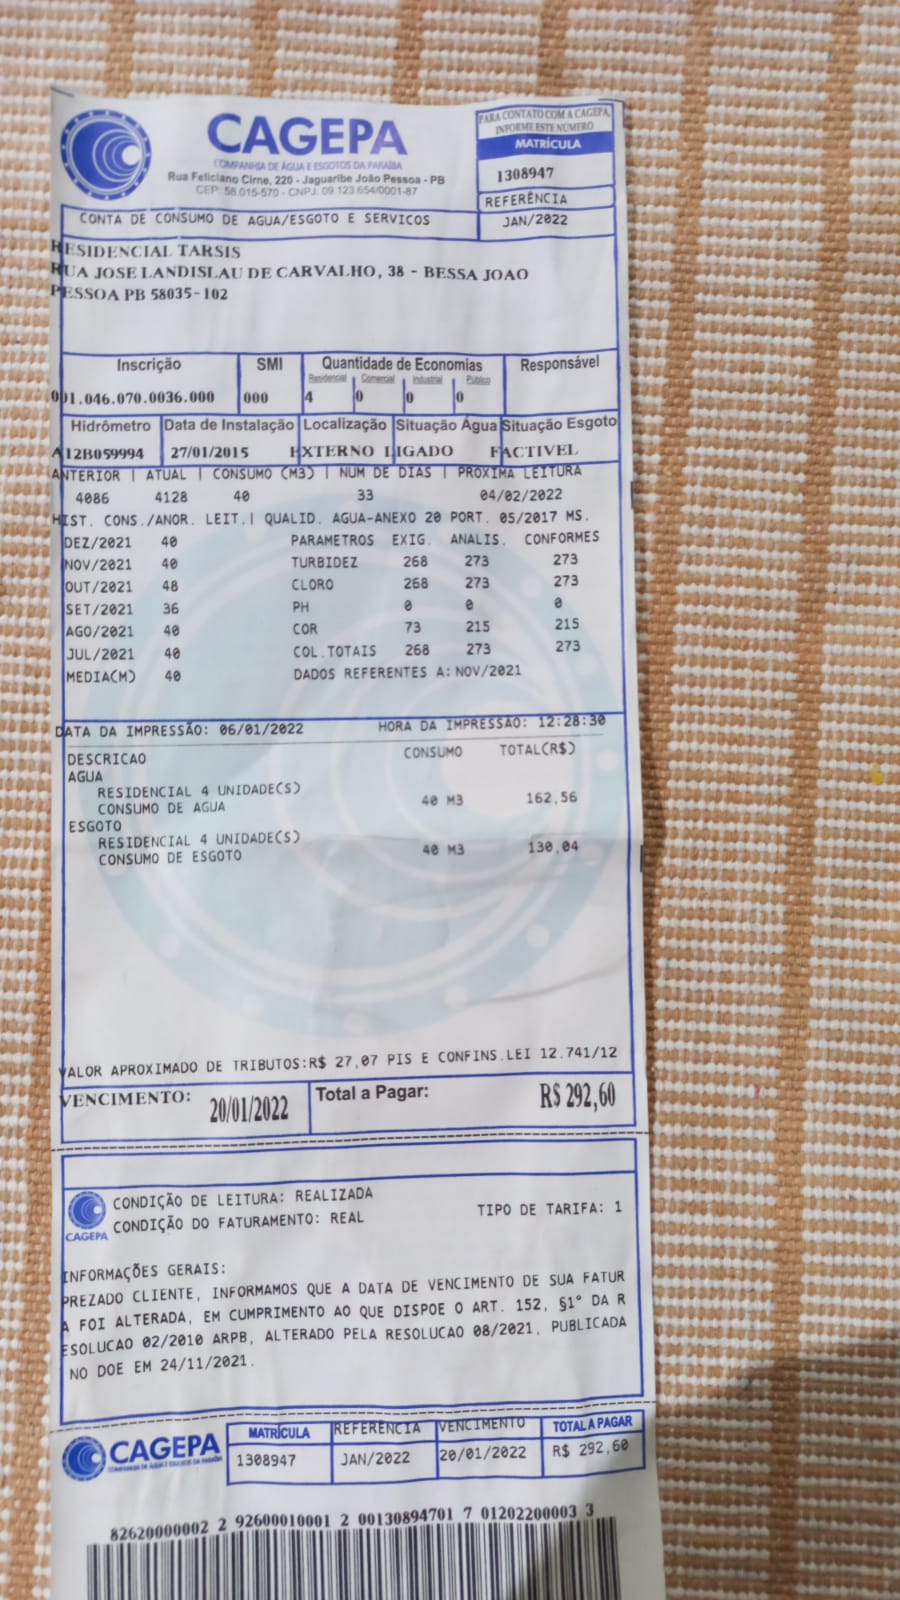 CAGEPA
COMPANHIA DE ÁGUA E ESGOTOS DA PARAÍBA
Rua Feliciano Cirne, 220 - Jaguaribe João Pessoa - PB
CEP: 58.015-570 - CNPJ: 09.123.654/0001-87
PARA CONTATO COM A CAGEPA,
INFORME ESTE NÚMERO
MATRÍCULA
1308947
REFERÊNCIA
CONTA DE CONSUMO DE AGUA/ESGOTO E SERVICOS
JAN/2022
RESIDENCIAL TARSIS
RUA JOSE LANDISLAU DE CARVALHO, 38 - BESSA JOAO
PESSOA PB 58035-102
Inscrição SMI Quantidade de Economias Responsável
Residencial Comercial Industrial Público
001.046.070.0036.000 000 4 0 0 0
Hidrômetro Data de Instalação Localização Situação Água Situação Esgoto
A12B059994 27/01/2015 EXTERNO LIGADO FACTIVEL
ANTERIOR | ATUAL | CONSUMO (M3) | NUM DE DIAS | PROXIMA LEITURA
4086 4128 40 33 04/02/2022
HIST. CONS./ANOR. LEIT.| QUALID. AGUA-ANEXO 20 PORT. 05/2017 MS.
DEZ/2021 40 PARAMETROS EXIG. ANALIS. CONFORMES
NOV/2021 40 TURBIDEZ 268 273 273
OUT/2021 48 CLORO 268 273 273
SET/2021 36 PH 0 0 0
AGO/2021 40 COR 73 215 215
JUL/2021 40 COL.TOTAIS 268 273 273
MEDIA(M) 40 DADOS REFERENTES A: NOV/2021
DATA DA IMPRESSÃO: 06/01/2022 HORA DA IMPRESSÃO: 12:28:30
DESCRICAO CONSUMO TOTAL(R$)
AGUA
RESIDENCIAL 4 UNIDADE(S)
CONSUMO DE AGUA 40 M3 162,56
ESGOTO
RESIDENCIAL 4 UNIDADE(S)
CONSUMO DE ESGOTO 40 M3 130,04
VALOR APROXIMADO DE TRIBUTOS:R$ 27,07 PIS E CONFINS.LEI 12.741/12
VENCIMENTO: 20/01/2022 Total a Pagar: R$ 292,60
CAGEPA
CONDIÇÃO DE LEITURA: REALIZADA
CONDIÇÃO DO FATURAMENTO: REAL TIPO DE TARIFA: 1
INFORMAÇÕES GERAIS:
PREZADO CLIENTE, INFORMAMOS QUE A DATA DE VENCIMENTO DE SUA FATUR
A FOI ALTERADA, EM CUMPRIMENTO AO QUE DISPOE O ART. 152, §1º DA R
ESOLUCAO 02/2010 ARPB, ALTERADO PELA RESOLUCAO 08/2021, PUBLICADA
NO DOE EM 24/11/2021.
CAGEPA
COMPANHIA DE ÁGUA E ESGOTOS DA PARAÍBA
MATRÍCULA REFERÊNCIA VENCIMENTO TOTAL A PAGAR
1308947 JAN/2022 20/01/2022 R$ 292,60
82620000002 2 92600010001 2 00130894701 7 01202200003 3